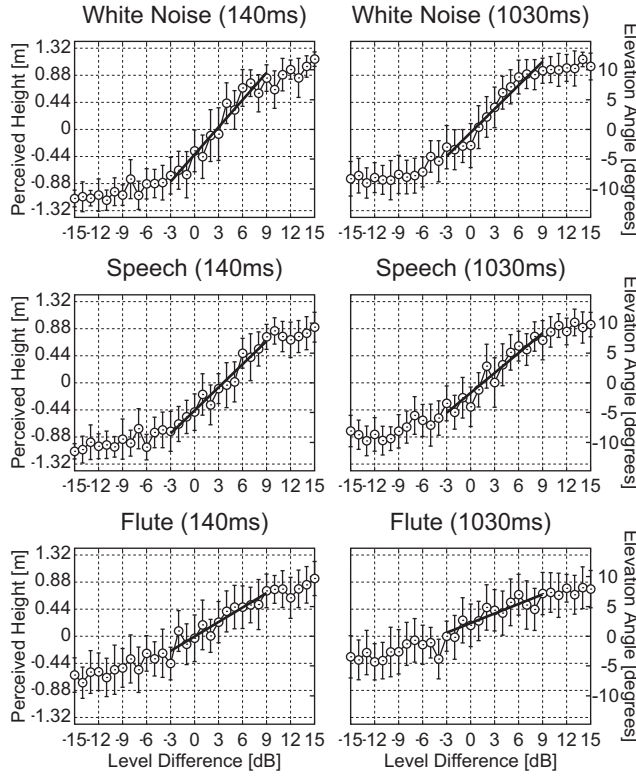 White Noise (140ms)
White Noise (1030ms)
Perceived Height [m]
1.32
0.88
0.44
0
-0.44
-0.88
-1.32
-15-12 -9 -6 -3 0 3 6 9 12 15
-15-12 -9 -6 -3 0 3 6 9 12 15
10
5
0
-5
-10
Elevation Angle [degrees]
Speech (140ms)
Speech (1030ms)
Perceived Height [m]
1.32
0.88
0.44
0
-0.44
-0.88
-1.32
-15-12 -9 -6 -3 0 3 6 9 12 15
-15-12 -9 -6 -3 0 3 6 9 12 15
10
5
0
-5
-10
Elevation Angle [degrees]
Flute (140ms)
Flute (1030ms)
Perceived Height [m]
1.32
0.88
0.44
0
-0.44
-0.88
-1.32
-15-12 -9 -6 -3 0 3 6 9 12 15
-15-12 -9 -6 -3 0 3 6 9 12 15
10
5
0
-5
-10
Elevation Angle [degrees]
Level Difference [dB]
Level Difference [dB]